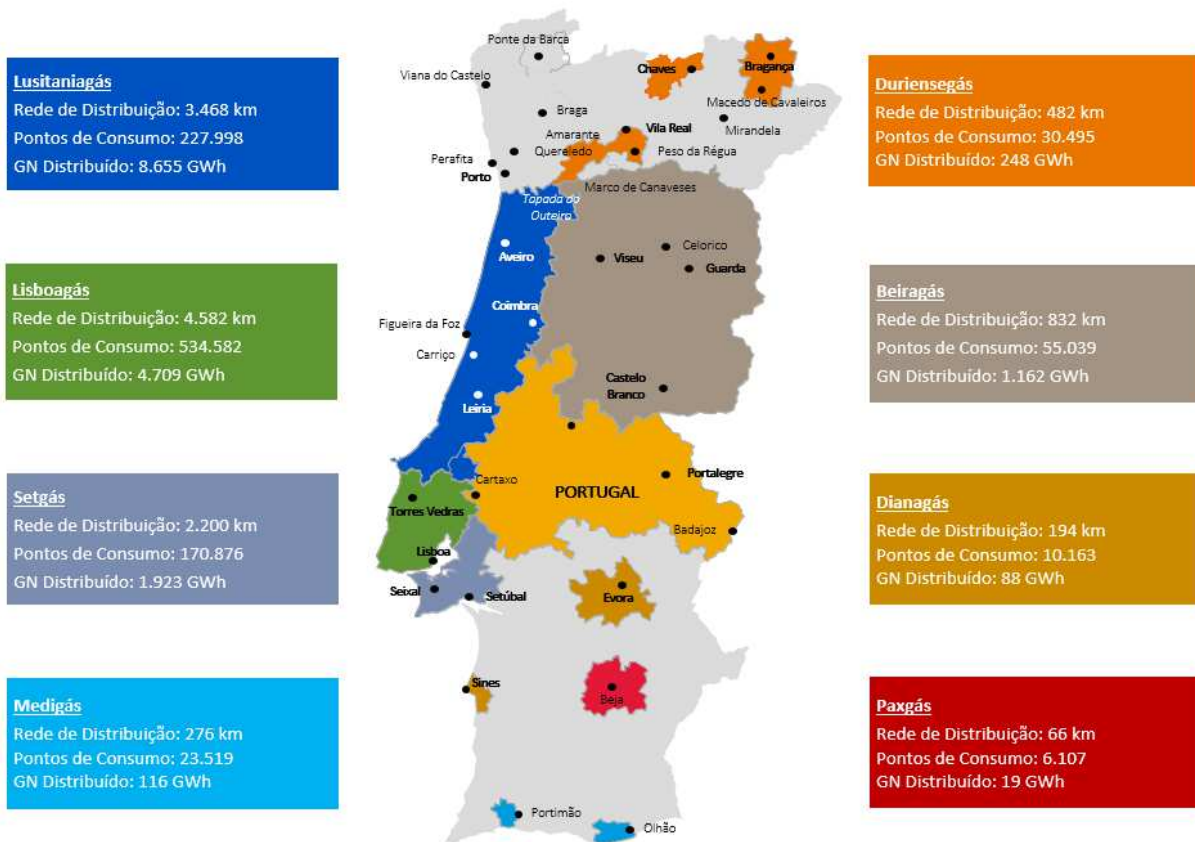 Lusitaniagás
Rede de Distribuição: 3.468 km
Pontos de Consumo: 227.998
GN Distribuído: 8.655 GWh
Lisboagás
Rede de Distribuição: 4.582 km
Pontos de Consumo: 534.582
GN Distribuído: 4.709 GWh
Setgás
Rede de Distribuição: 2.200 km
Pontos de Consumo: 170.876
GN Distribuído: 1.923 GWh
Medigás
Rede de Distribuição: 276 km
Pontos de Consumo: 23.519
GN Distribuído: 116 GWh
Ponte da Barca
Viana do Castelo
Chaves
Bragança
Braga
Macedo de Cavaleiros
Mirandela
Amarante
Vila Real
Quereledo
Peso da Régua
Perafita
Porto
Marco de Canaveses
Tapada do
Outeiro
Aveiro
Viseu
Celorico
Guarda
Coimbra
Figueira da Foz
Carriço
Leiria
Castelo
Branco
Cartaxo
PORTUGAL
Portalegre
Torres Vedras
Badajoz
Lisboa
Seixal
Setúbal
Evora
Sines
Beja
Portimão
Olhão
Duriensegás
Rede de Distribuição: 482 km
Pontos de Consumo: 30.495
GN Distribuído: 248 GWh
Beiragás
Rede de Distribuição: 832 km
Pontos de Consumo: 55.039
GN Distribuído: 1.162 GWh
Dianagás
Rede de Distribuição: 194 km
Pontos de Consumo: 10.163
GN Distribuído: 88 GWh
Paxgás
Rede de Distribuição: 66 km
Pontos de Consumo: 6.107
GN Distribuído: 19 GWh